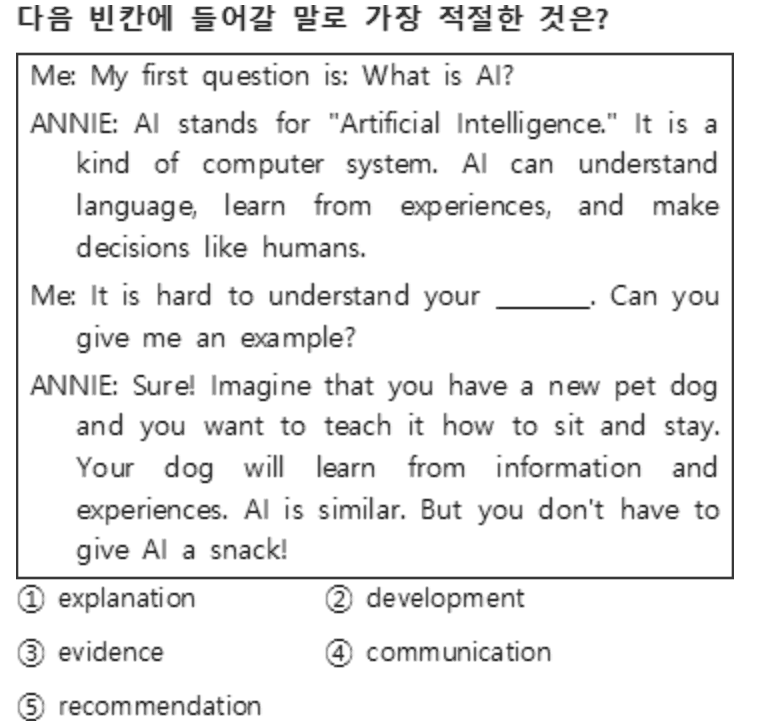 다음 빈칸에 들어갈 말로 가장 적절한 것은?
Me: My first question is: What is AI?
ANNIE: AI stands for "Artificial Intelligence." It is a
kind of computer system. AI can understand
language, learn from experiences, and make
decisions like humans.
Me: It is hard to understand your _______. Can you
give me an example?
ANNIE: Sure! Imagine that you have a new pet dog
and you want to teach it how to sit and stay.
Your dog will learn from information and
experiences. AI is similar. But you don't have to
give AI a snack!
① explanation ② development
③ evidence ④ communication
⑤ recommendation